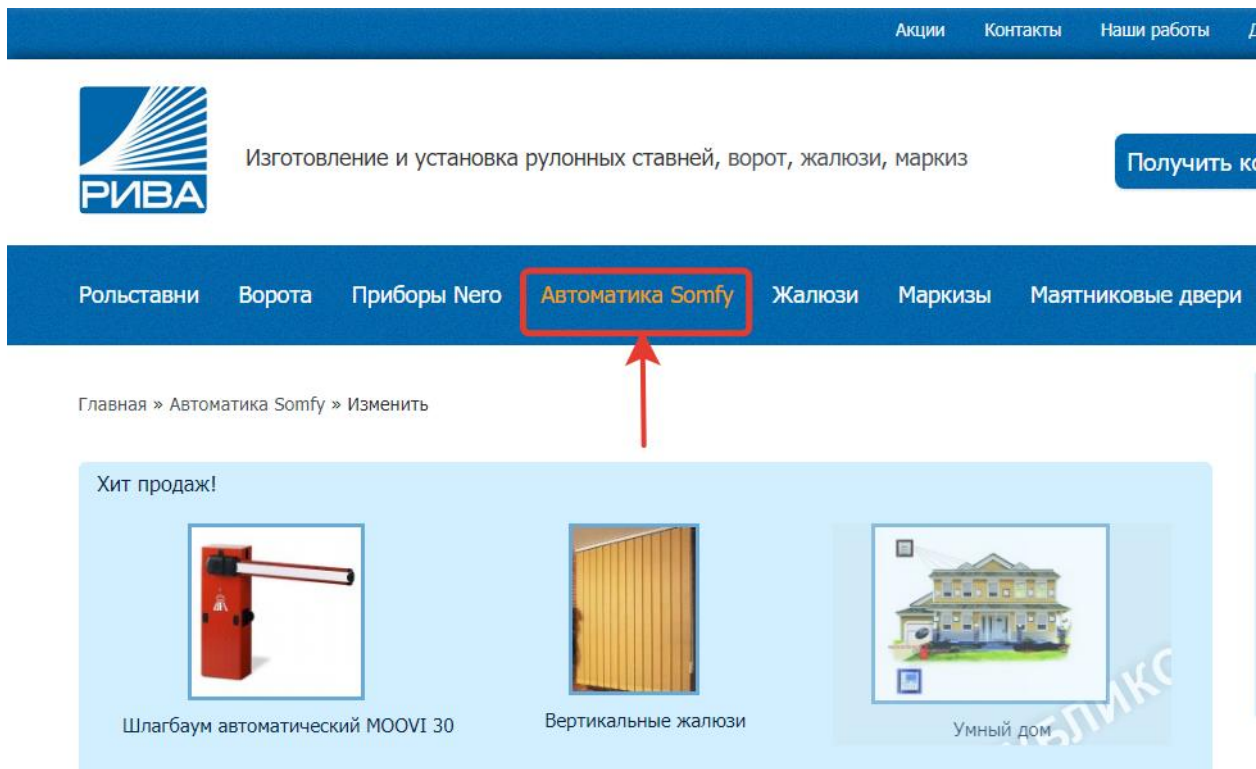 Акции Контакты Наши работы
РИВА
Изготовление и установка рулонных ставней, ворот, жалюзи, маркиз
Получить
Рольставни Ворота Приборы Nero Автоматика Somfy Жалюзи Маркизы Маятниковые двери
Главная » Автоматика Somfy » Изменить
Хит продаж!
Шлагбаум автоматический MOOVI 30 Вертикальные жалюзи Умный дом